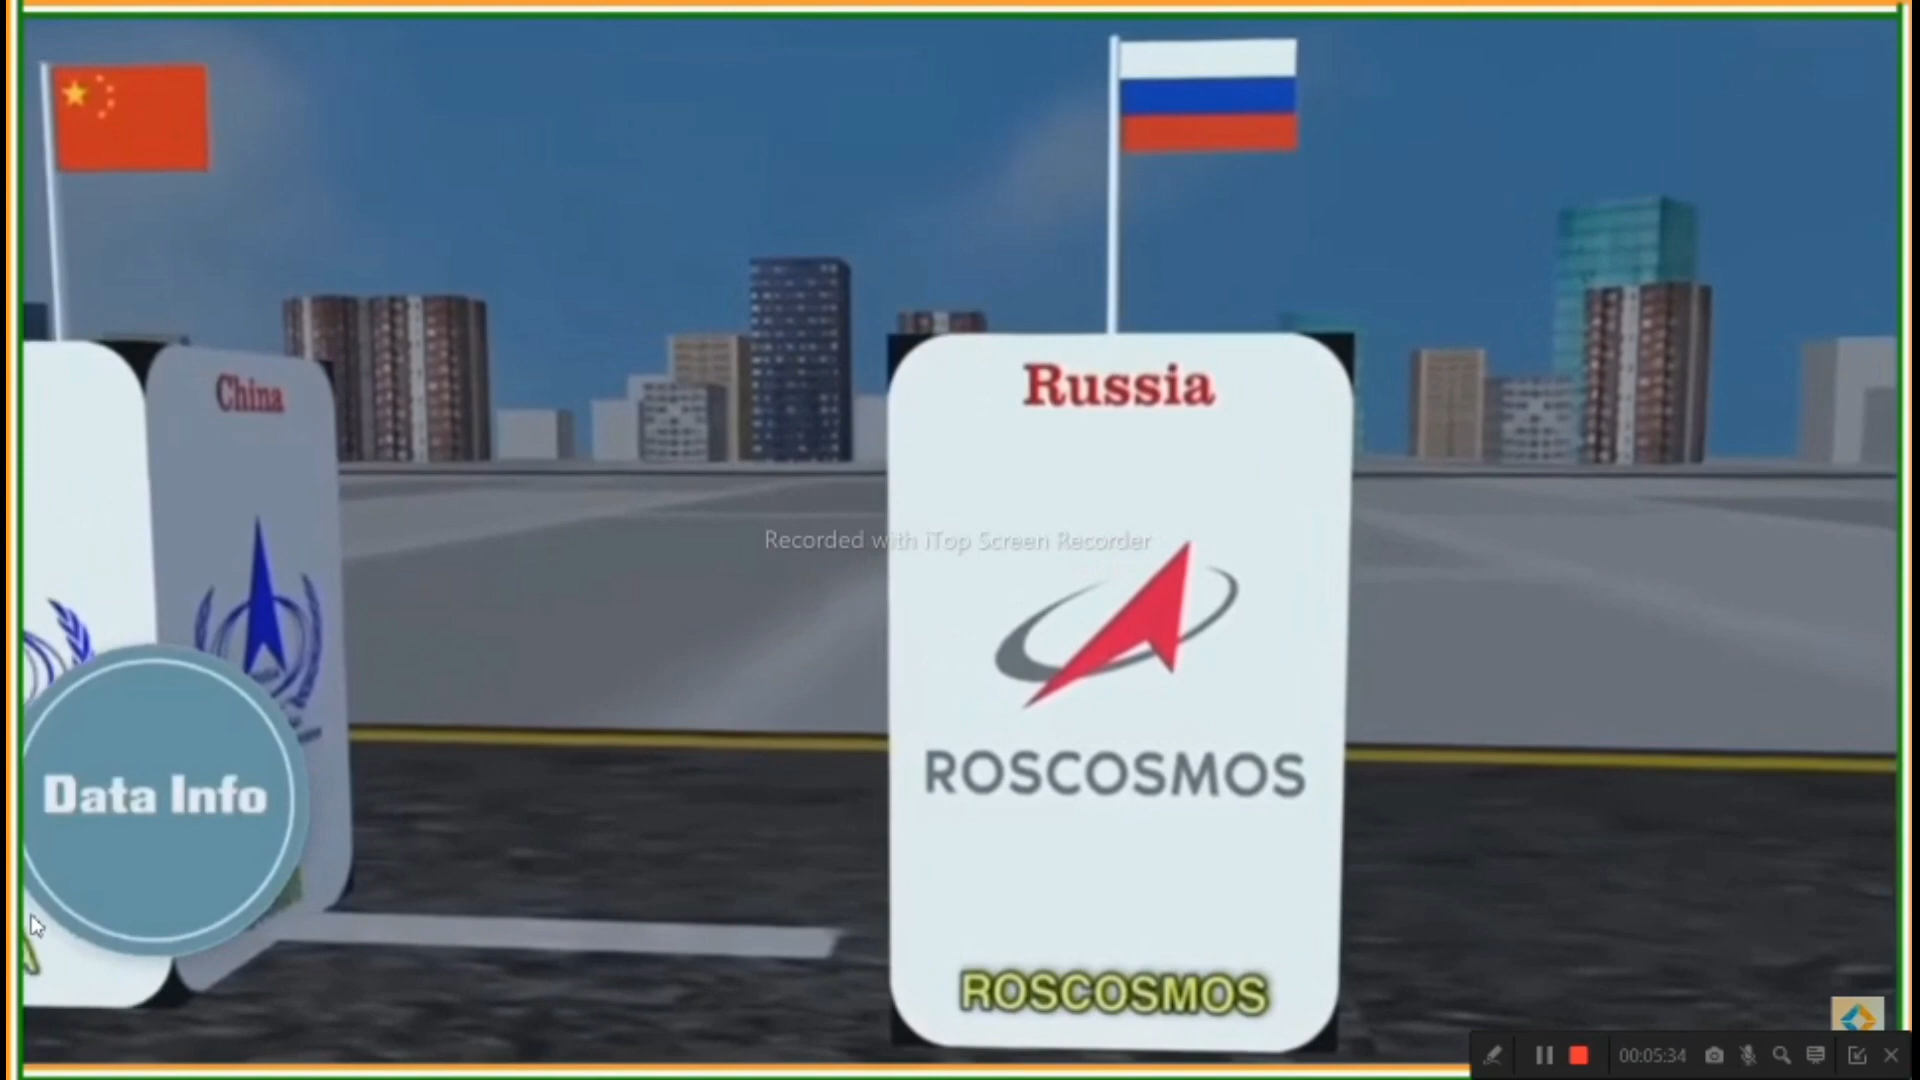 China
Russia
Recorded with iTop Screen Recorder
ROSCOSMOS
Data Info
ROSCOSMOS
00:05:34